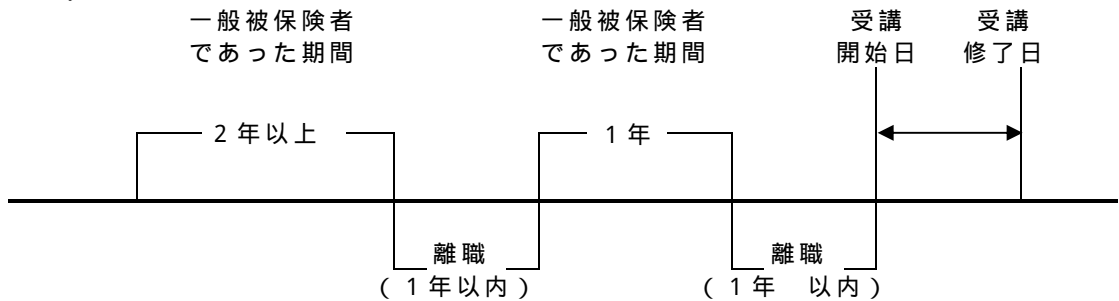 一般被保険者
であった期間
一般被保険者
であった期間
受講
開始日
受講
修了日
2年以上
1年
離職
(1年以内)
離職
(1年 以内)